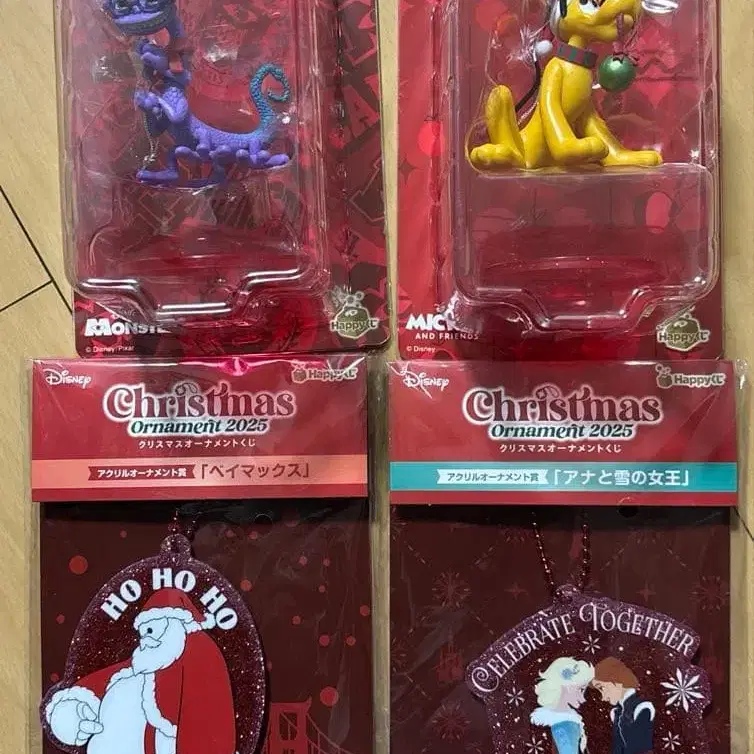 MONST
Happyくじ
© Disney/Pixar
MICK
AND FRIENDS
Happyくじ
© Disney
Disney
Happyくじ
Christmas
Ornament 2025
クリスマスオーナメントくじ
アクリルオーナメント賞 「ベイマックス」
HO HO HO
Disney
Happyくじ
Christmas
Ornament 2025
クリスマスオーナメントくじ
アクリルオーナメント賞 「アナと雪の女王」
CELEBRATE TOGETHER